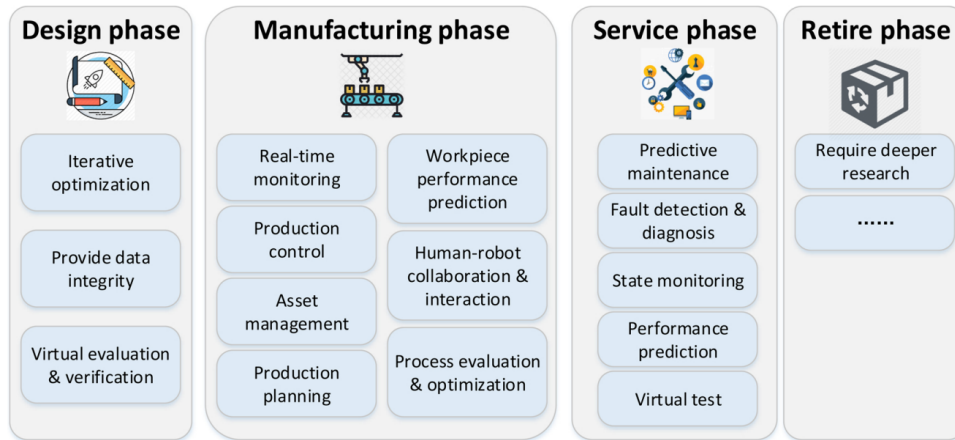 Design phase
Iterative
optimization
Provide data
integrity
Virtual evaluation
& verification
Manufacturing phase
Real-time
monitoring
Production
control
Asset
management
Production
planning
Workpiece
performance
prediction
Human-robot
collaboration &
interaction
Process evaluation
& optimization
Service phase
Predictive
maintenance
Fault detection &
diagnosis
State monitoring
Performance
prediction
Virtual test
Retire phase
Require deeper
research
......